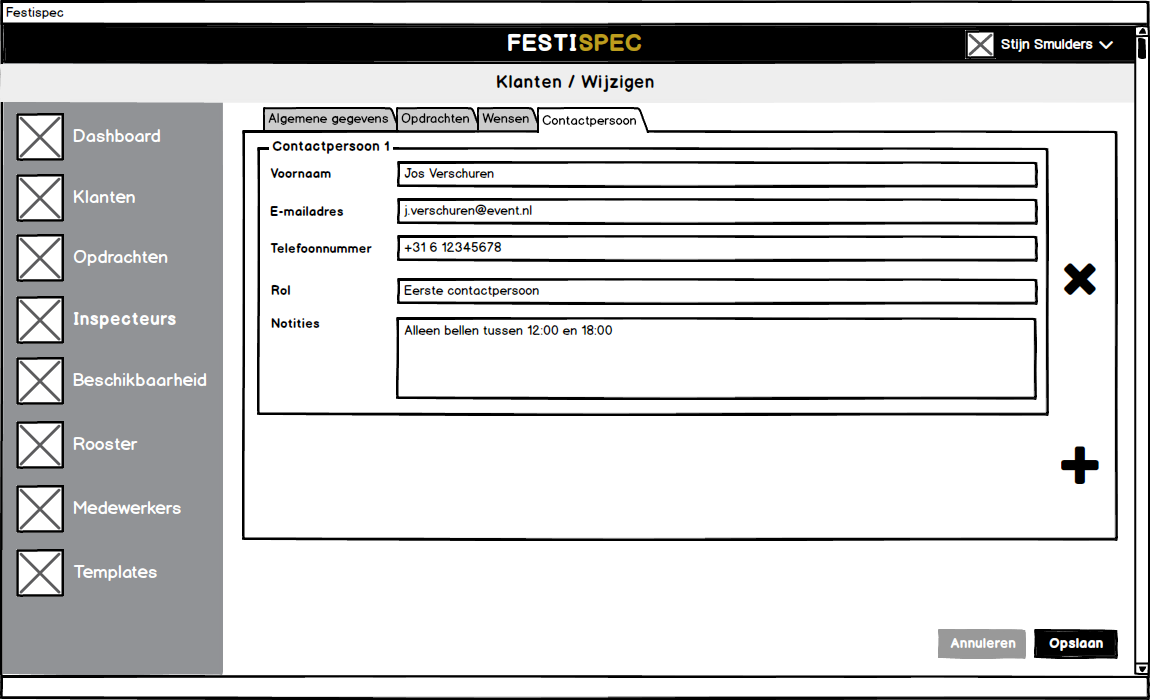 Festispec
FESTISPEC
Stijn Smulders
Klanten / Wijzigen
Dashboard
Klanten
Opdrachten
Inspecteurs
Beschikbaarheid
Rooster
Medewerkers
Templates
Algemene gegevens
Opdrachten
Wensen
Contactpersoon
Contactpersoon 1
Voornaam
Jos Verschuren
E-mailadres
j.verschuren@event.nl
Telefoonnummer
+31 6 12345678
Rol
Eerste contactpersoon
Notities
Alleen bellen tussen 12:00 en 18:00
Annuleren
Opslaan